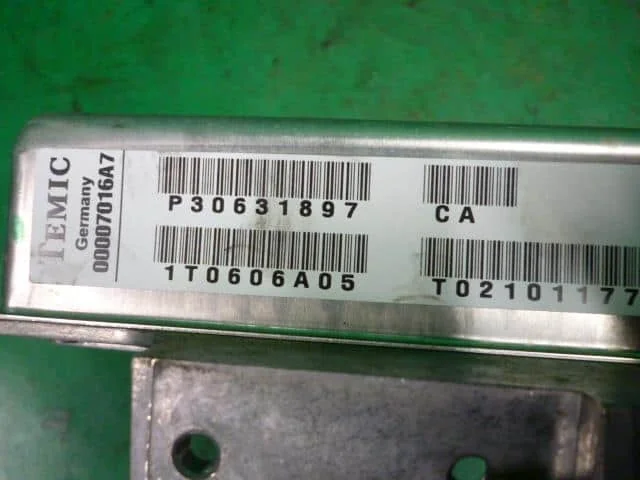 TEMIC
Germany
00007016A7
P30631897
CA
1T0606A05
T02101177